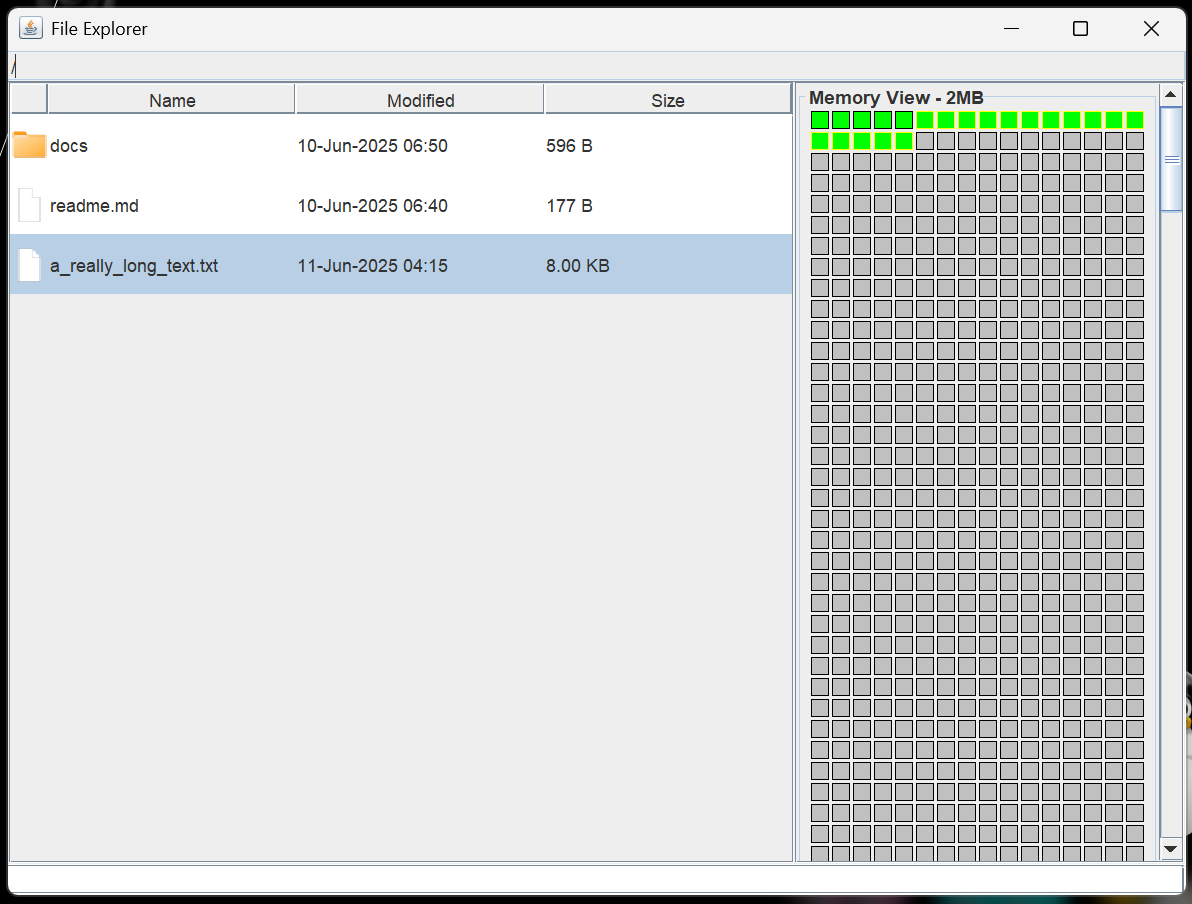 File Explorer
/
Name Modified Size
docs 10-Jun-2025 06:50 596 B
readme.md 10-Jun-2025 06:40 177 B
a_really_long_text.txt 11-Jun-2025 04:15 8.00 KB
Memory View - 2MB